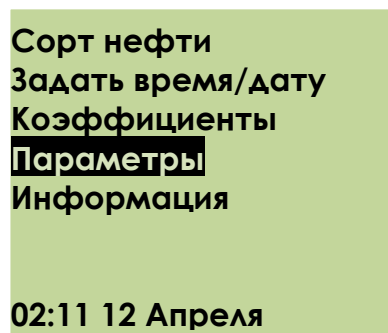 Сорт нефти
Задать время/дату
Коэффициенты
Параметры
Информация
02:11 12 Апреля